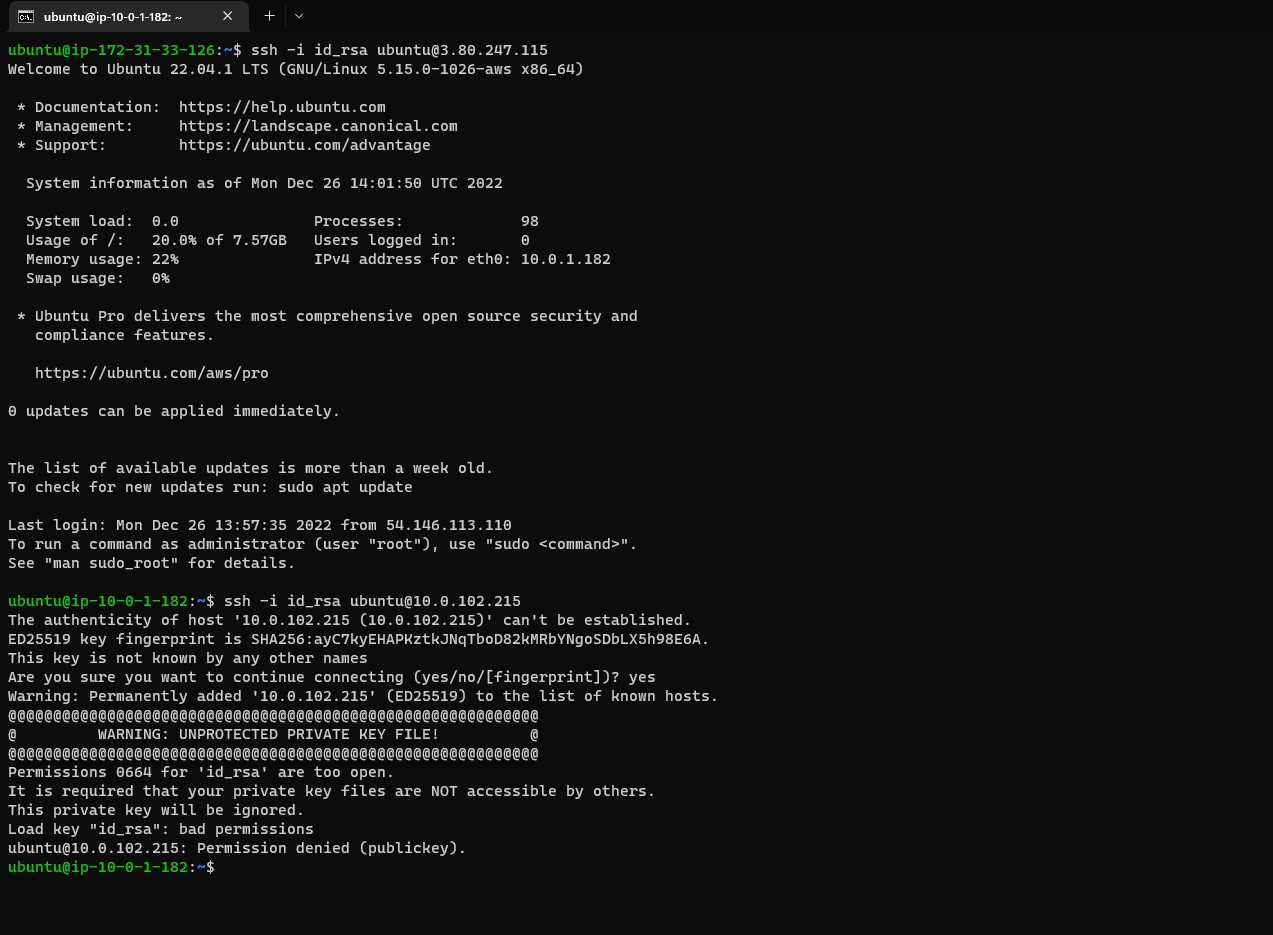 ubuntu@ip-10-0-1-182: ~
ubuntu@ip-172-31-33-126:~$ ssh -i id_rsa ubuntu@3.80.247.115
Welcome to Ubuntu 22.04.1 LTS (GNU/Linux 5.15.0-1026-aws x86_64)

 * Documentation:  https://help.ubuntu.com
 * Management:     https://landscape.canonical.com
 * Support:        https://ubuntu.com/advantage

  System information as of Mon Dec 26 14:01:50 UTC 2022

  System load:  0.0               Processes:             98
  Usage of /:   20.0% of 7.57GB   Users logged in:       0
  Memory usage: 22%               IPv4 address for eth0: 10.0.1.182
  Swap usage:   0%

 * Ubuntu Pro delivers the most comprehensive open source security and
   compliance features.

   https://ubuntu.com/aws/pro

0 updates can be applied immediately.


The list of available updates is more than a week old.
To check for new updates run: sudo apt update

Last login: Mon Dec 26 13:57:35 2022 from 54.146.113.110
To run a command as administrator (user "root"), use "sudo <command>".
See "man sudo_root" for details.

ubuntu@ip-10-0-1-182:~$ ssh -i id_rsa ubuntu@10.0.102.215
The authenticity of host '10.0.102.215 (10.0.102.215)' can't be established.
ED25519 key fingerprint is SHA256:ayC7kyEHAPKztkJNqTboD82kMRbYNgoSDbLX5h98E6A.
This key is not known by any other names
Are you sure you want to continue connecting (yes/no/[fingerprint])? yes
Warning: Permanently added '10.0.102.215' (ED25519) to the list of known hosts.
@@@@@@@@@@@@@@@@@@@@@@@@@@@@@@@@@@@@@@@@@@@@@@@@@@@@@@@@@@@
@         WARNING: UNPROTECTED PRIVATE KEY FILE!          @
@@@@@@@@@@@@@@@@@@@@@@@@@@@@@@@@@@@@@@@@@@@@@@@@@@@@@@@@@@@
Permissions 0664 for 'id_rsa' are too open.
It is required that your private key files are NOT accessible by others.
This private key will be ignored.
Load key "id_rsa": bad permissions
ubuntu@10.0.102.215: Permission denied (publickey).
ubuntu@ip-10-0-1-182:~$